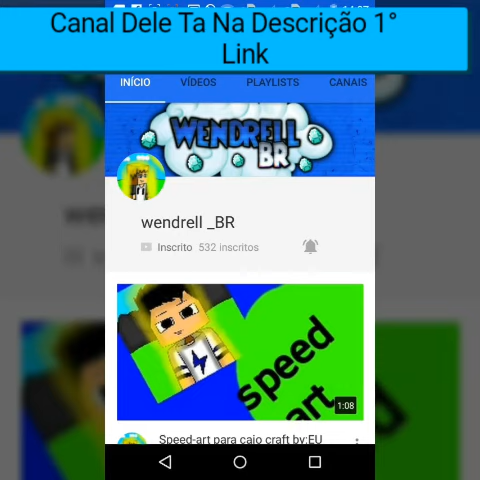 Canal Dele Ta Na Descrição 1°
Link
INÍCIO VÍDEOS PLAYLISTS CANAIS
WENDRELL
BR
wendrell _BR
Inscrito 532 inscritos
speed
art
1:08
Speed-art para cajo craft by:EU